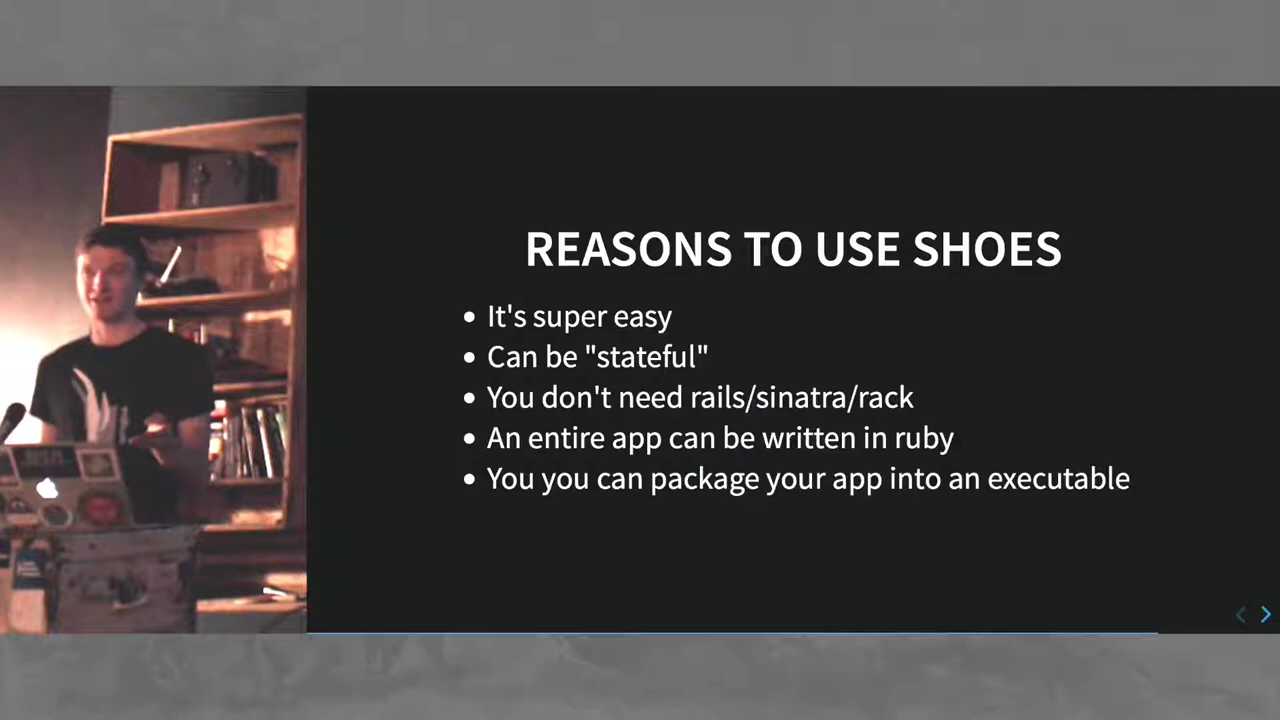 REASONS TO USE SHOES
It's super easy
Can be "stateful"
You don't need rails/sinatra/rack
An entire app can be written in ruby
You you can package your app into an executable